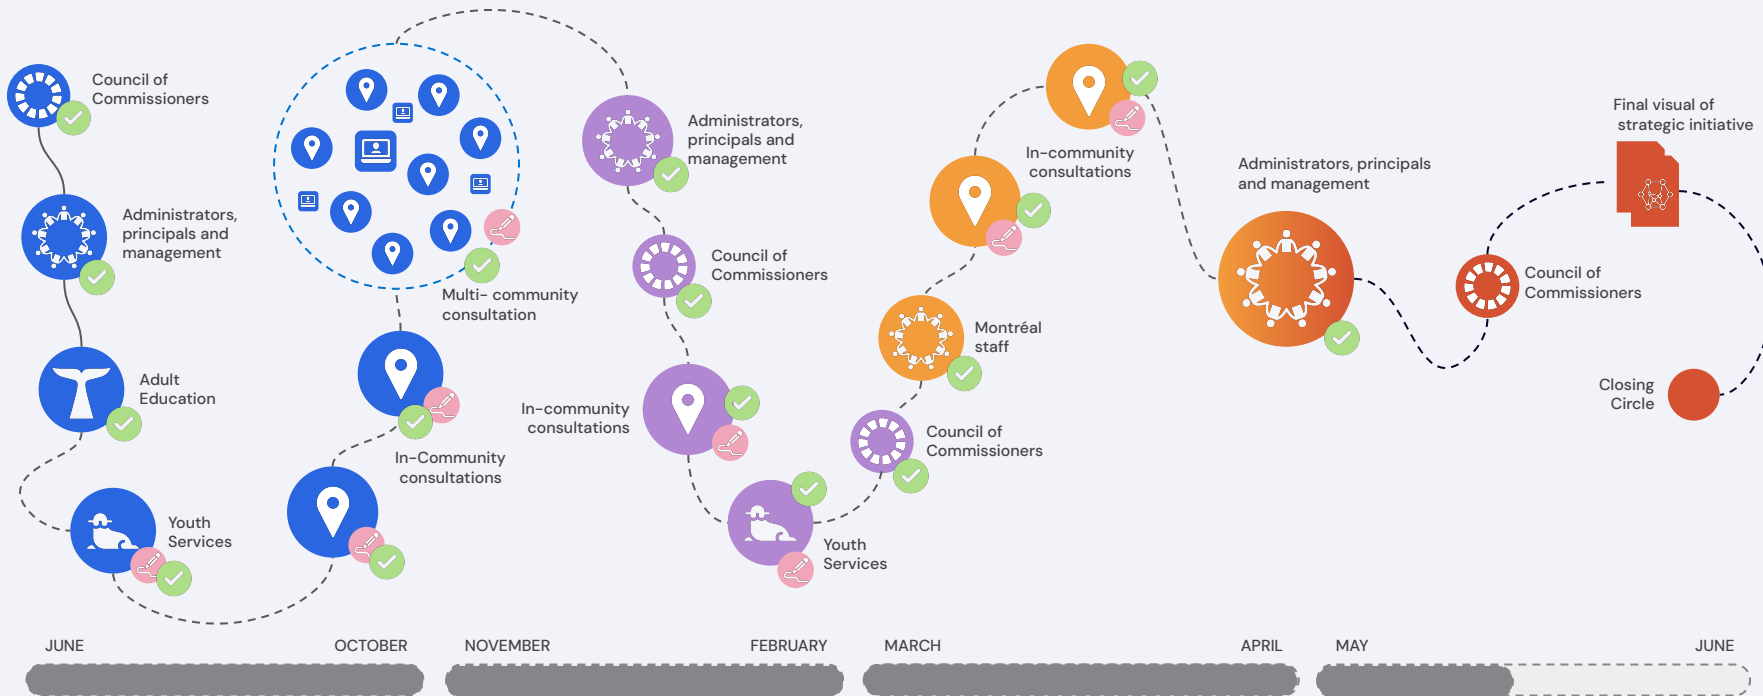 Council of
Commissioners
Administrators,
principals and
management
Adult
Education
Youth
Services
In-Community
consultations
Multi- community
consultation
Administrators,
principals and
management
Council of
Commissioners
In-community
consultations
Youth
Services
Council of
Commissioners
Montréal
staff
In-community
consultations
Administrators, principals
and management
Council of
Commissioners
Final visual of
strategic initiative
Closing
Circle
JUNE
OCTOBER
NOVEMBER
FEBRUARY
MARCH
APRIL
MAY
JUNE